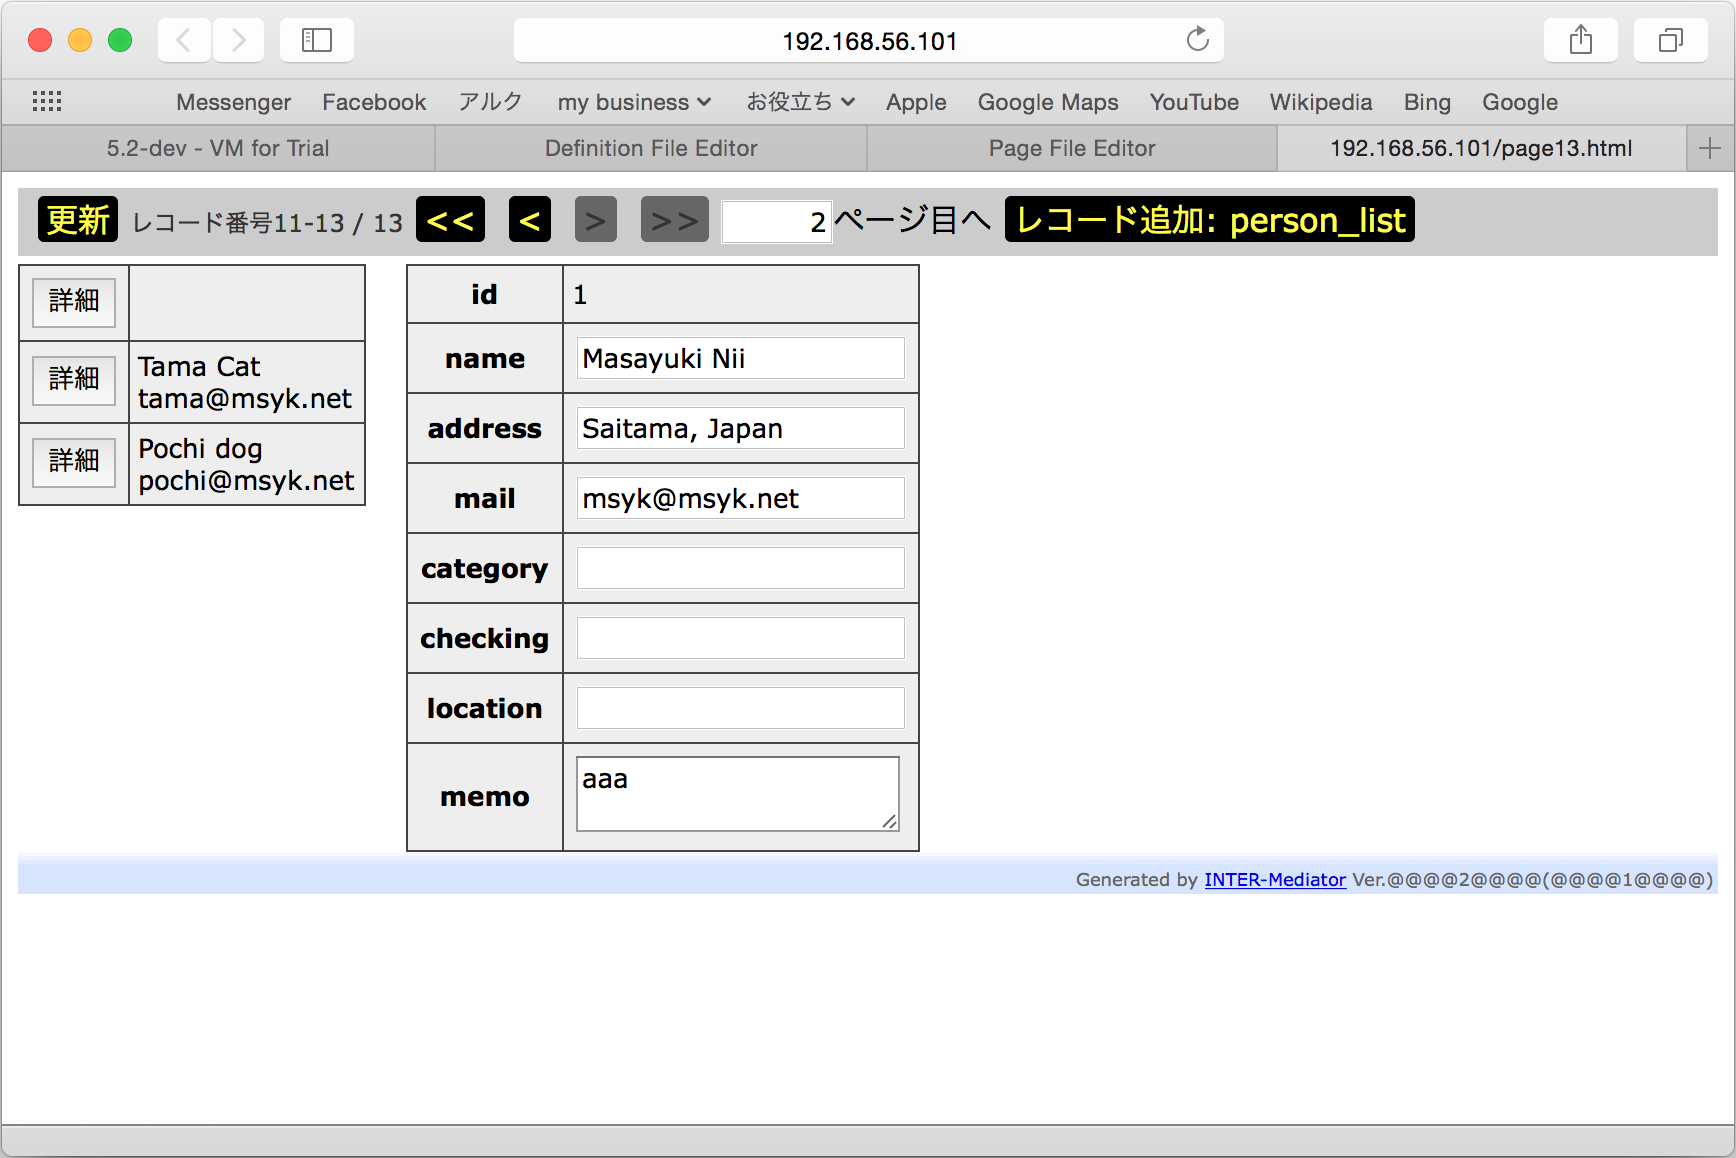 192.168.56.101
Messenger Facebook アルク my business お役立ち Apple Google Maps YouTube Wikipedia Bing Google
5.2-dev - VM for Trial Definition File Editor Page File Editor 192.168.56.101/page13.html
更新 レコード番号11-13 / 13 << < > >> 2 ページ目へ レコード追加: person_list
詳細
詳細 Tama Cat
tama@msyk.net
詳細 Pochi dog
pochi@msyk.net
id 1
name Masayuki Nii
address Saitama, Japan
mail msyk@msyk.net
category
checking
location
memo aaa
Generated by INTER-Mediator Ver.@@@@2@@@@(@@@@1@@@@)